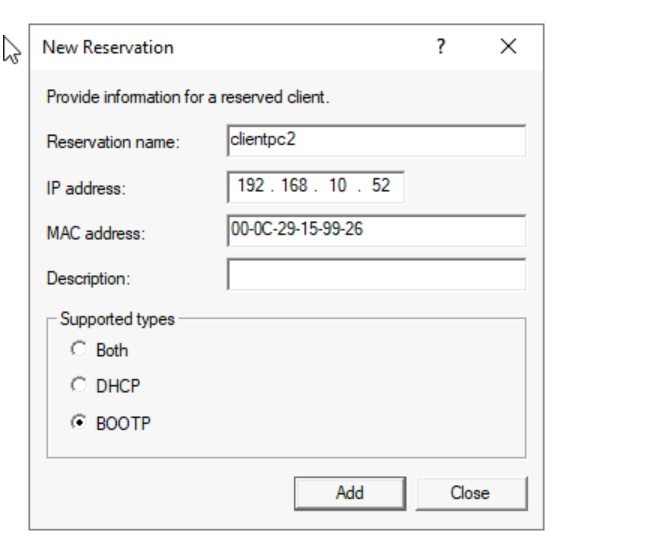 New Reservation ? ×
Provide information for a reserved client.
Reservation name: clientpc2
IP address: 192 . 168 . 10 . 52
MAC address: 00-0C-29-15-99-26
Description:
Supported types
Both
DHCP
BOOTP
Add Close